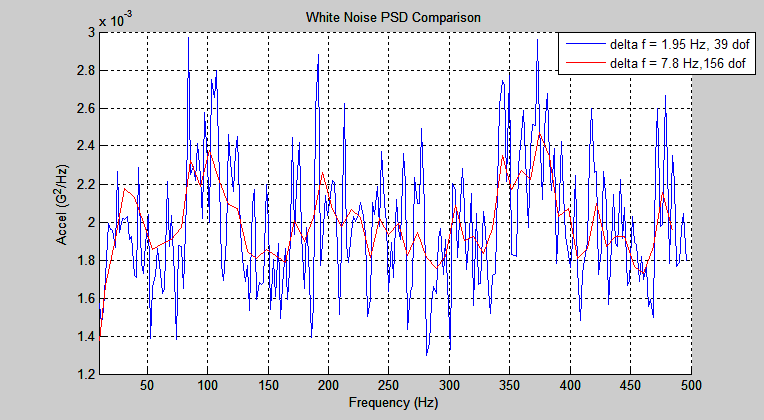 White Noise PSD Comparison
x 10⁻³
delta f = 1.95 Hz, 39 dof
delta f = 7.8 Hz,156 dof
3
2.8
2.6
2.4
2.2
2
1.8
1.6
1.4
1.2
Accel (G²/Hz)
50 100 150 200 250 300 350 400 450 500
Frequency (Hz)